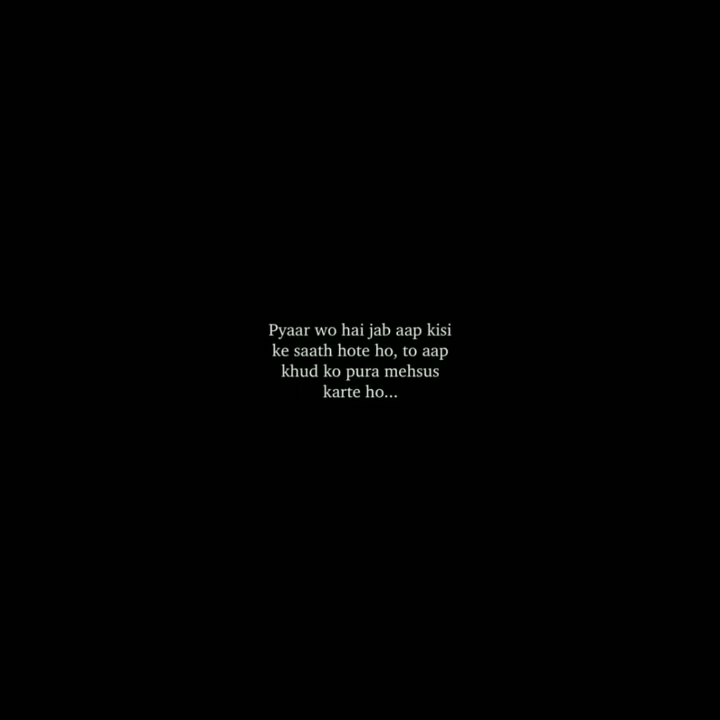 Pyaar wo hai jab aap kisi
ke saath hote ho, to aap
khud ko pura mehsus
karte ho...